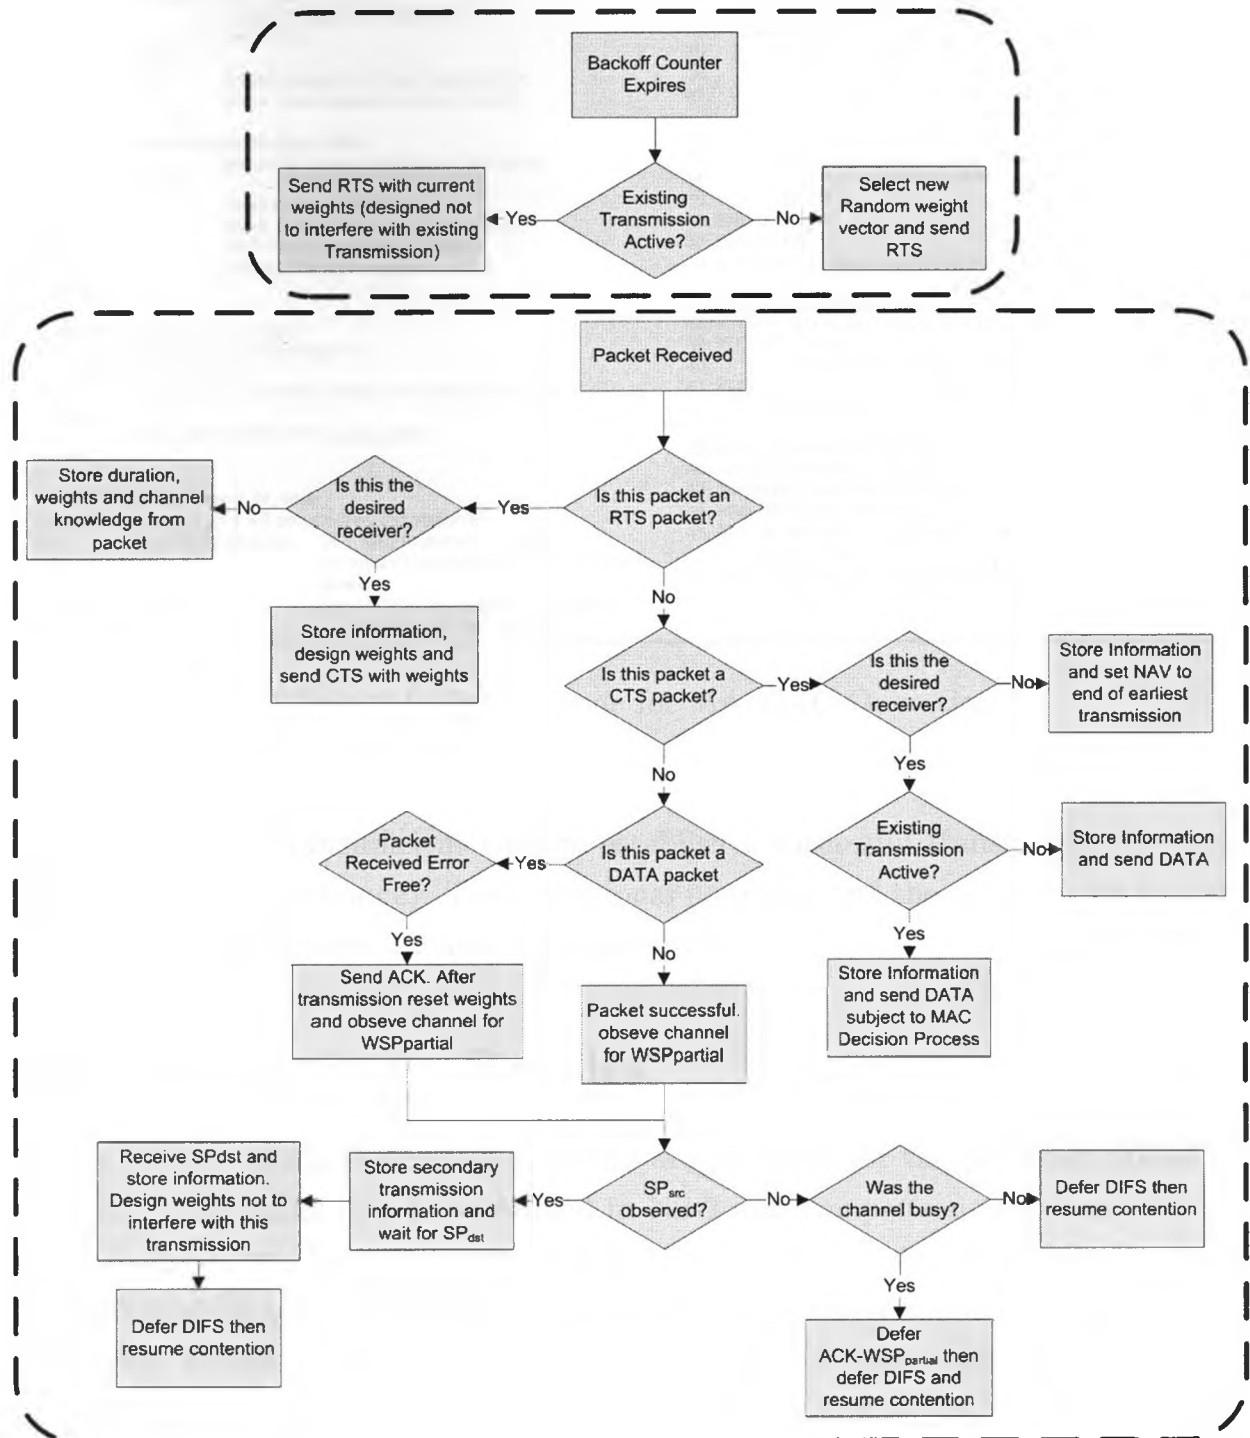 Backoff Counter
Expires
Send RTS with current
weights (designed not
to interfere with existing
Transmission)
Yes
Existing
Transmission
Active?
No
Select new
Random weight
vector and send
RTS
Packet Received
Store duration,
weights and channel
knowledge from
packet
No
Is this the
desired
receiver?
Yes
Is this packet an
RTS packet?
Yes
No
Store information,
design weights and
send CTS with weights
Is this packet a
CTS packet?
Yes
Is this the
desired
receiver?
No
Store Information
and set NAV to
end of earliest
transmission
No
Yes
Packet
Received Error
Free?
Yes
Is this packet a
DATA packet
Existing
Transmission
Active?
No
Store Information
and send DATA
Yes
No
Yes
Send ACK. After
transmission reset weights
and obseve channel for
WSPpartial
Packet successful.
obseve channel
for WSPpartial
Store Information
and send DATA
subject to MAC
Decision Process
Receive SPdst and
store information.
Design weights not to
interfere with this
transmission
Store secondary
transmission
information and
wait for SPdst
Yes
SPsrc
observed?
No
Was the
channel busy?
No
Defer DIFS then
resume contention
Yes
Defer DIFS then
resume contention
Defer
ACK-WSPpartial then
defer DIFS and
resume contention